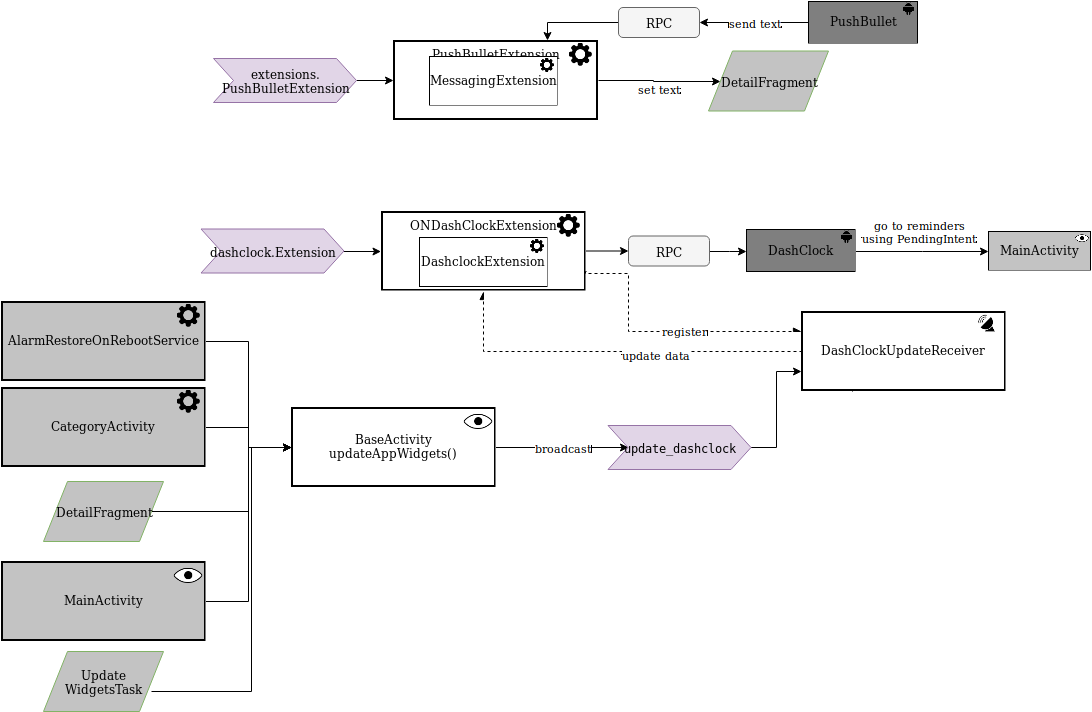 RPC
send text
PushBullet
PushBulletExtension
MessagingExtension
extensions.
PushBulletExtension
set text
DetailFragment
ONDashClockExtension
DashclockExtension
dashclock.Extension
RPC
DashClock
go to reminders
using PendingIntent
MainActivity
AlarmRestoreOnRebootService
register
update data
DashClockUpdateReceiver
CategoryActivity
BaseActivity
updateAppWidgets()
broadcast
update_dashclock
DetailFragment
MainActivity
Update
WidgetsTask